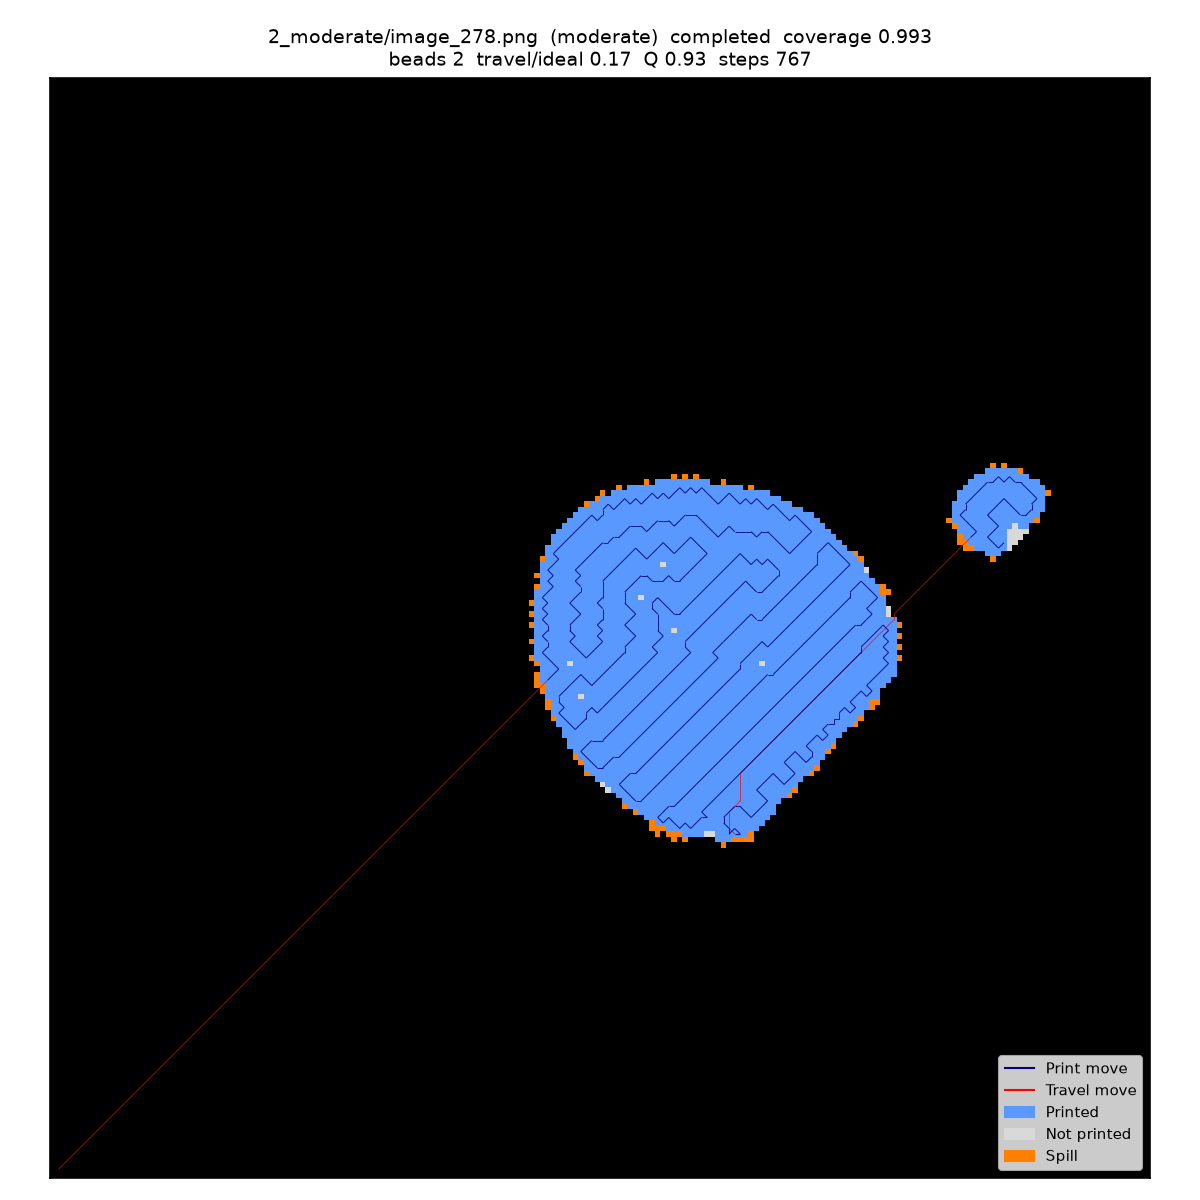 2_moderate/image_278.png  (moderate)  completed  coverage 0.993
beads 2  travel/ideal 0.17  Q 0.93  steps 767
Print move
Travel move
Printed
Not printed
Spill